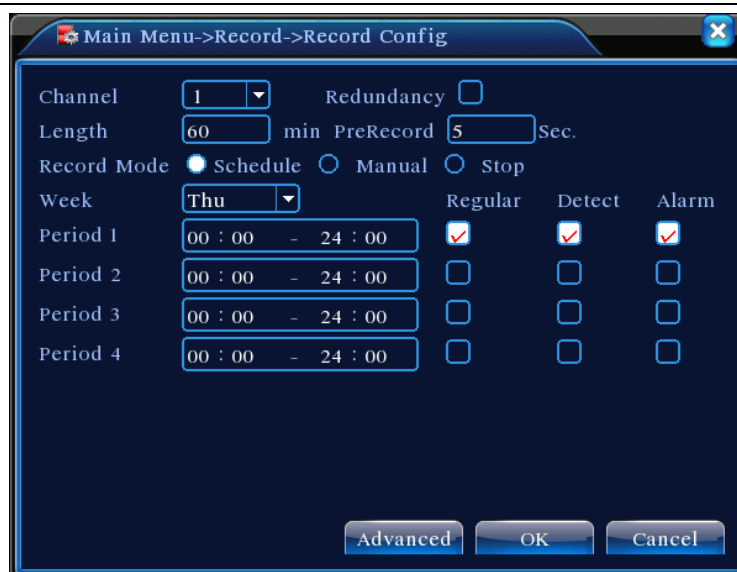 Main Menu->Record->Record Config
Channel 1 Redundancy
Length 60 min PreRecord 5 Sec.
Record Mode Schedule Manual Stop
Week Thu Regular Detect Alarm
Period 1 00 : 00 - 24 : 00
Period 2 00 : 00 - 24 : 00
Period 3 00 : 00 - 24 : 00
Period 4 00 : 00 - 24 : 00
Advanced OK Cancel